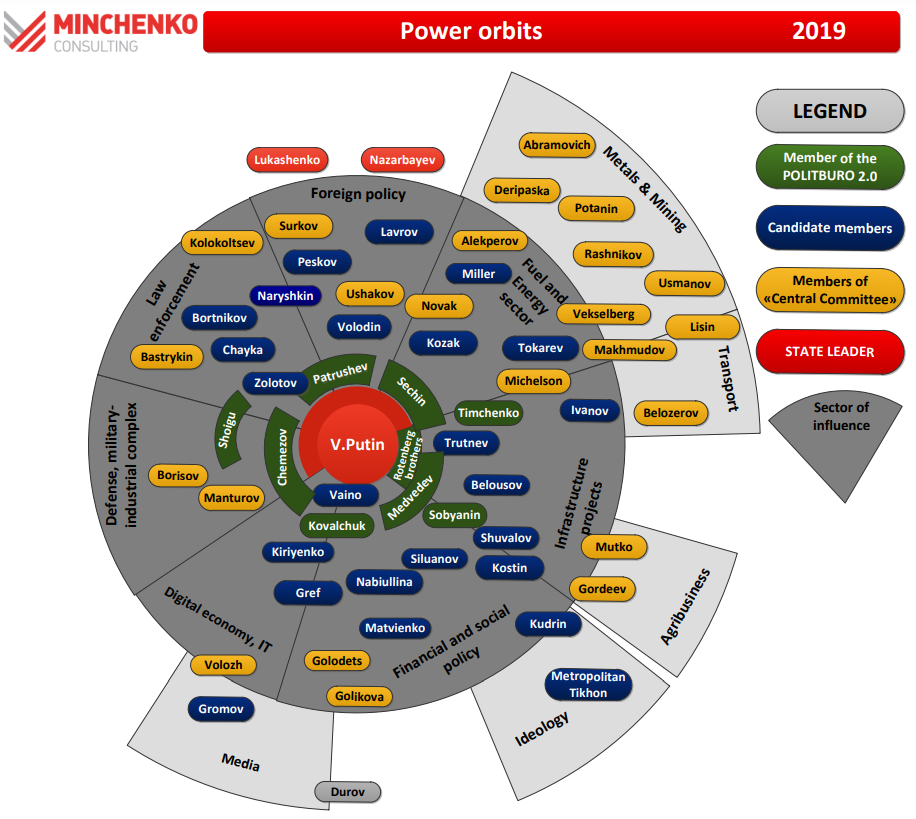 MINCHENKO
CONSULTING
Power orbits
2019
LEGEND
Member of the
POLITBURO 2.0
Candidate members
Members of
«Central Committee»
STATE LEADER
Sector of
influence
Lukashenko
Nazarbayev
Foreign policy
Surkov
Lavrov
Peskov
Naryshkin
Ushakov
Volodin
Kolokoltsev
Law
enforcement
Bortnikov
Bastrykin
Chayka
Zolotov
Abramovich
Metals & Mining
Deripaska
Potanin
Rashnikov
Usmanov
Alekperov
Fuel and
Energy
sector
Miller
Novak
Kozak
Vekselberg
Lisin
Tokarev
Makhmudov
Transport
Michelson
Ivanov
Belozerov
Patrushev
Sechin
Timchenko
Shoigu
Chemezov
V.Putin
Rotenberg
brothers
Trutnev
Medvedev
Defense, military-
industrial complex
Borisov
Manturov
Vaino
Belousov
Infrastructure
projects
Kovalchuk
Sobyanin
Shuvalov
Mutko
Kiriyenko
Siluanov
Kostin
Gordeev
Agribusiness
Gref
Nabiullina
Matvienko
Kudrin
Digital economy, IT
Financial and social
policy
Golodets
Golikova
Volozh
Gromov
Metropolitan
Tikhon
Ideology
Media
Durov